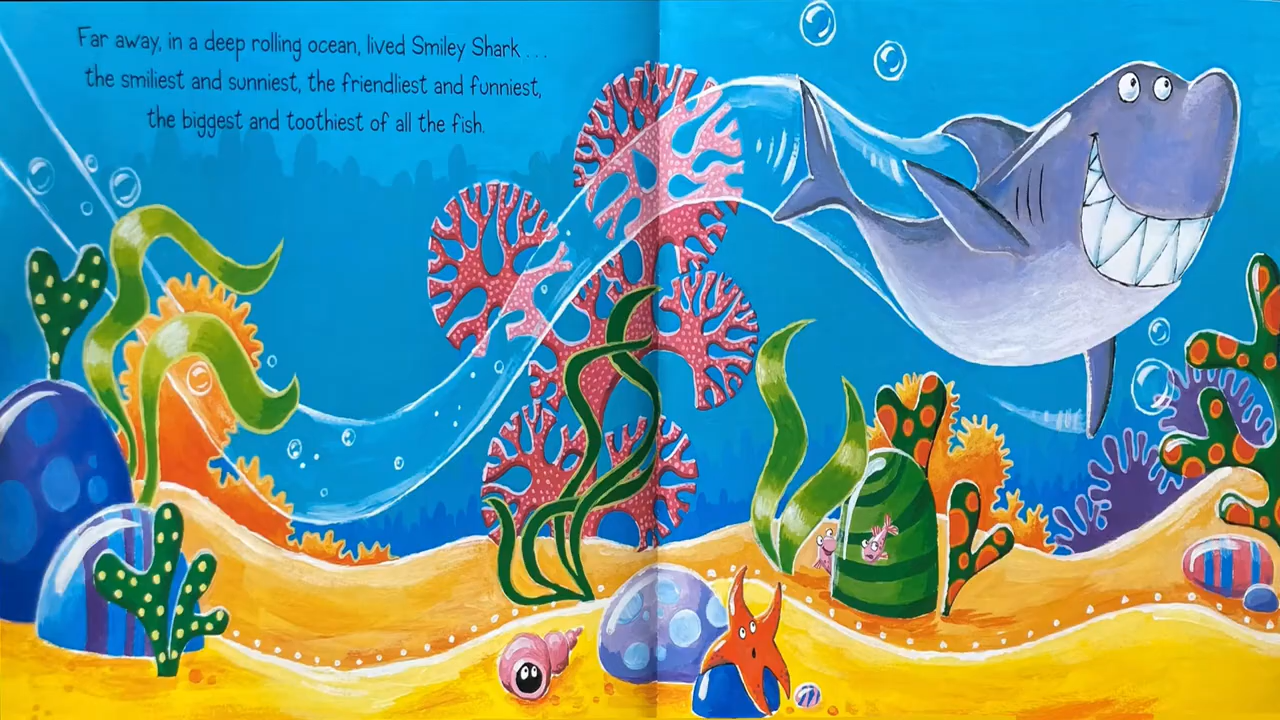 Far away, in a deep rolling ocean, lived Smiley Shark . . .
the smiliest and sunniest, the friendliest and funniest,
the biggest and toothiest of all the fish.